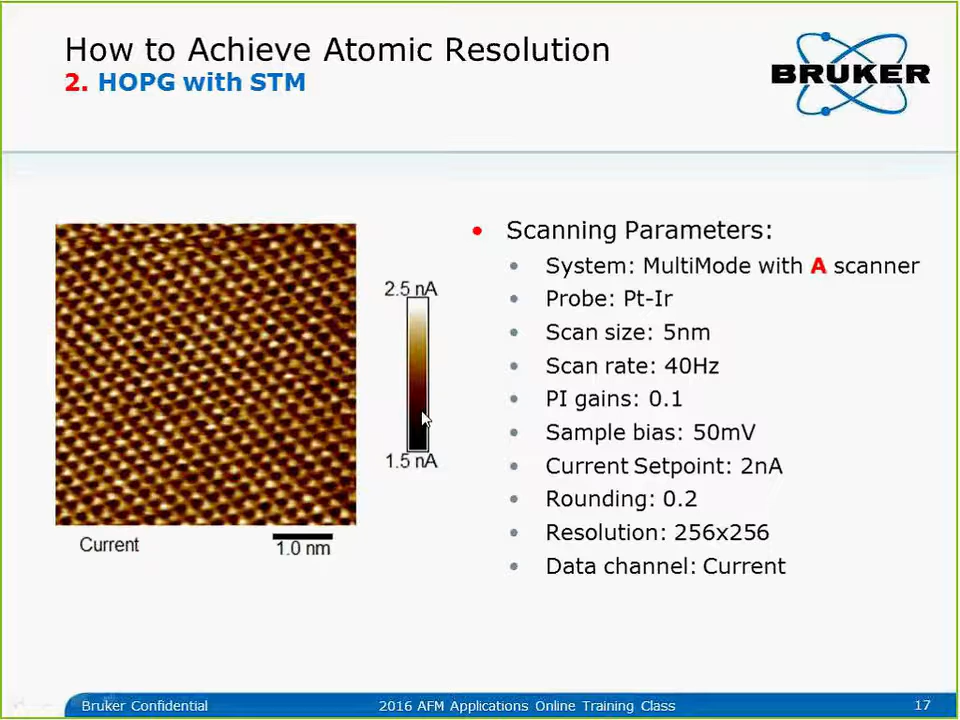 How to Achieve Atomic Resolution
2. HOPG with STM
BRUKER
2.5 nA
1.5 nA
Current
1.0 nm
Scanning Parameters:
System: MultiMode with A scanner
Probe: Pt-Ir
Scan size: 5nm
Scan rate: 40Hz
PI gains: 0.1
Sample bias: 50mV
Current Setpoint: 2nA
Rounding: 0.2
Resolution: 256x256
Data channel: Current
Bruker Confidential
2016 AFM Applications Online Training Class
17